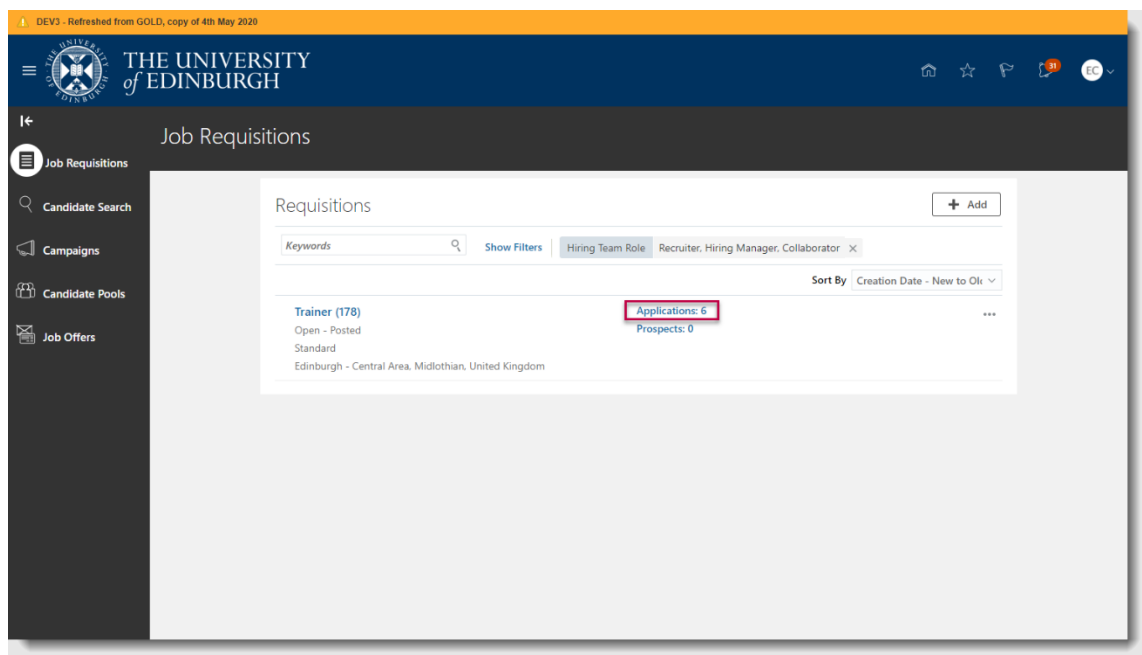 DEV3 - Refreshed from GOLD, copy of 4th May 2020
THE UNIVERSITY
of EDINBURGH
31
EC
Job Requisitions
Job Requisitions
Candidate Search
Campaigns
Candidate Pools
Job Offers
Requisitions
Add
Keywords
Show Filters
Hiring Team Role
Recruiter, Hiring Manager, Collaborator
Sort By
Creation Date - New to Olc
Trainer (178)
Applications: 6
Open - Posted
Prospects: 0
Standard
Edinburgh - Central Area, Midlothian, United Kingdom